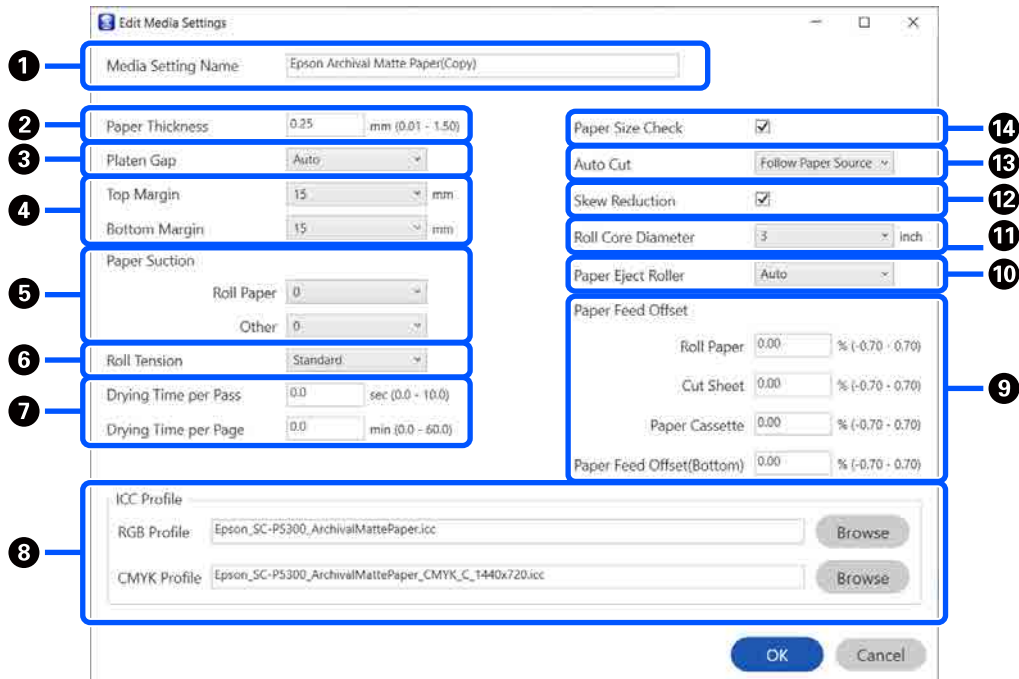 Edit Media Settings
1 Media Setting Name Epson Archival Matte Paper(Copy)
2 Paper Thickness 0.25 mm (0.01 - 1.50)
3 Platen Gap Auto
4 Top Margin 15 mm
Bottom Margin 15 mm
5 Paper Suction
Roll Paper 0
Other 0
6 Roll Tension Standard
7 Drying Time per Pass 0.0 sec (0.0 - 10.0)
Drying Time per Page 0.0 min (0.0 - 60.0)
Paper Size Check 14
Auto Cut Follow Paper Source 13
Skew Reduction 12
Roll Core Diameter 3 inch 11
Paper Eject Roller Auto 10
Paper Feed Offset 9
Roll Paper 0.00 % (-0.70 - 0.70)
Cut Sheet 0.00 % (-0.70 - 0.70)
Paper Cassette 0.00 % (-0.70 - 0.70)
Paper Feed Offset(Bottom) 0.00 % (-0.70 - 0.70)
8 ICC Profile
RGB Profile Epson_SC-P5300_ArchivalMattePaper.icc Browse
CMYK Profile Epson_SC-P5300_ArchivalMattePaper_CMYK_C_1440x720.icc Browse
OK Cancel